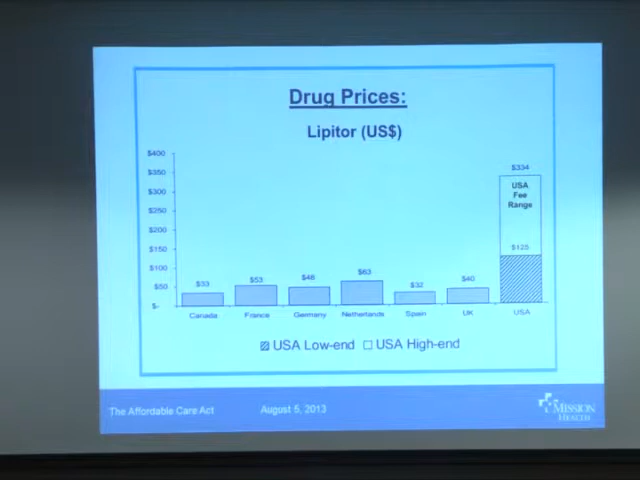 Drug Prices:
Lipitor (US$)
$400
$350
$300
$250
$200
$150
$100
$50
$-
$33
$53
$48
$63
$32
$40
$334
USA
Fee
Range
$125
Canada
France
Germany
Netherlands
Spain
UK
USA
USA Low-end
USA High-end
The Affordable Care Act
August 5, 2013
MISSION
HEALTH